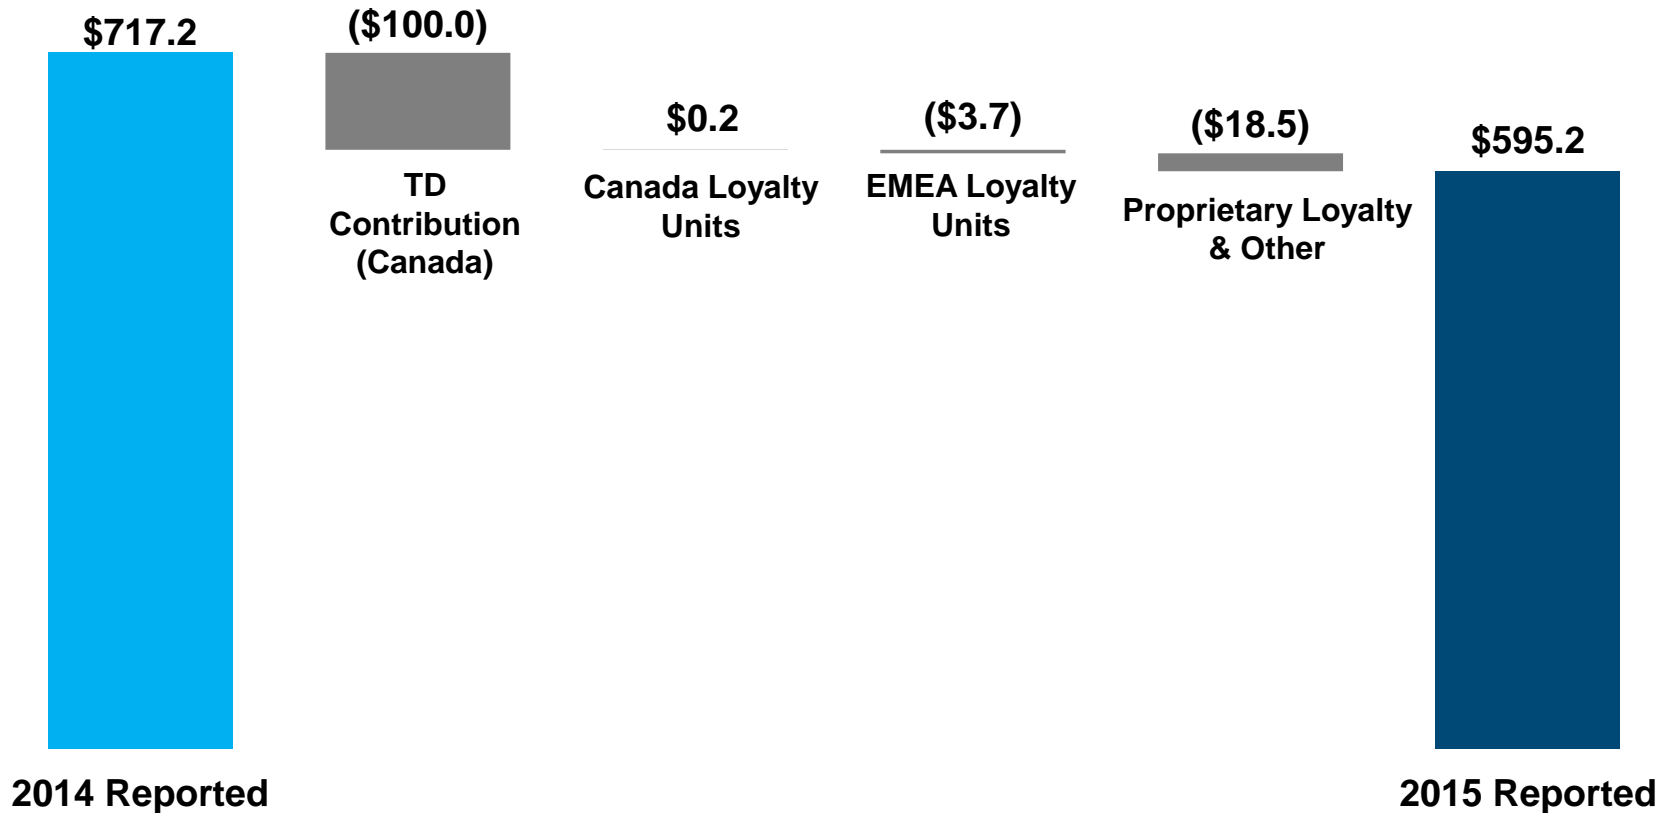 $717.2
($100.0)
$0.2
($3.7)
($18.5)
$595.2
TD
Contribution
(Canada)
Canada Loyalty
Units
EMEA Loyalty
Units
Proprietary Loyalty
& Other
2014 Reported
2015 Reported